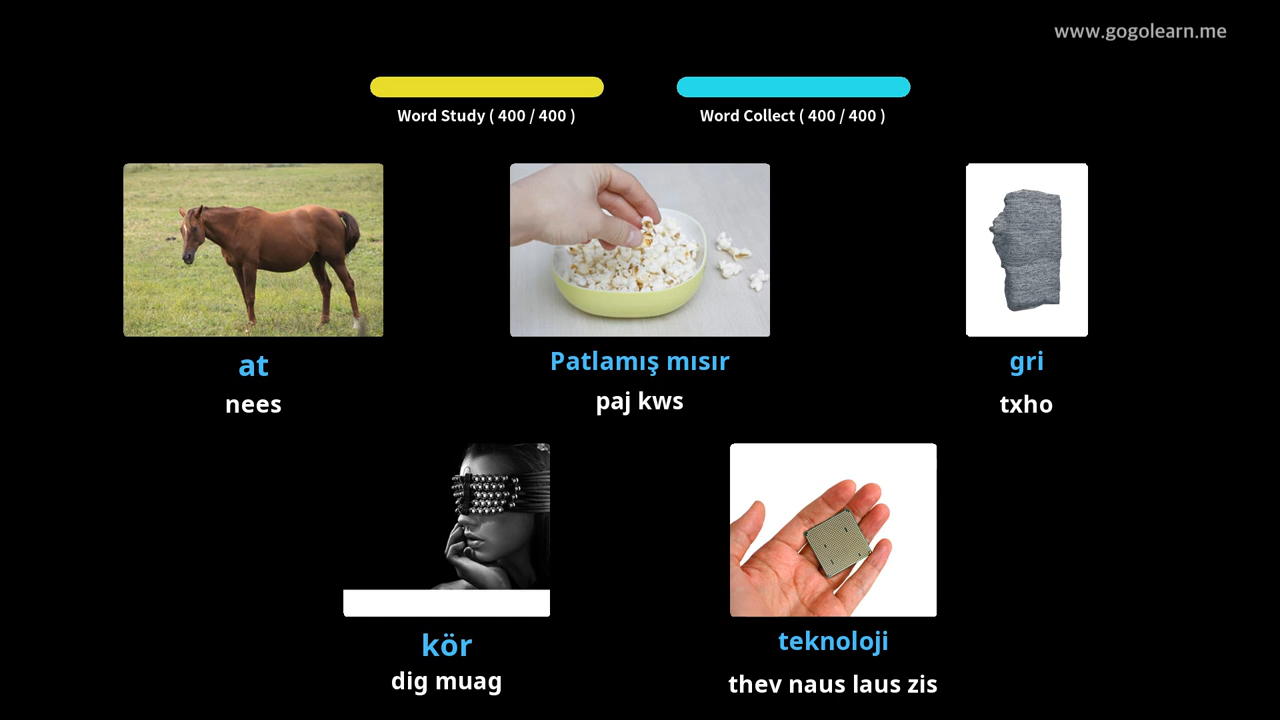 www.gogolearn.me
Word Study ( 400 / 400 )
Word Collect ( 400 / 400 )
at
nees
Patlamış mısır
paj kws
gri
txho
kör
dig muag
teknoloji
thev naus laus zis